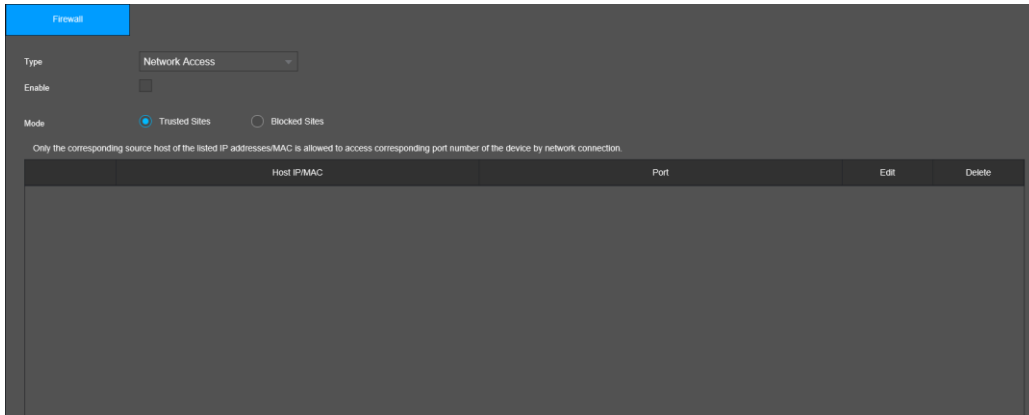 Firewall
Type Network Access
Enable
Mode Trusted Sites Blocked Sites
Only the corresponding source host of the listed IP addresses/MAC is allowed to access corresponding port number of the device by network connection.
Host IP/MAC Port Edit Delete